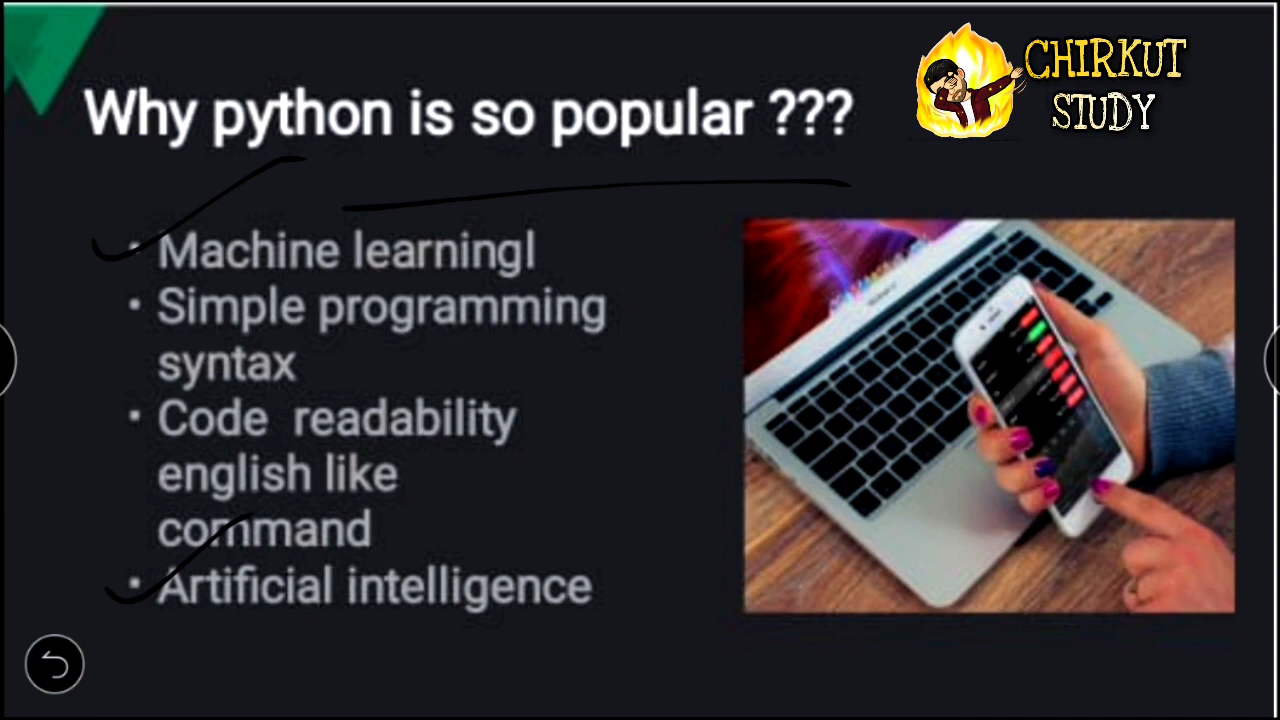 CHIRKUT
STUDY
Why python is so popular ???
• Machine learningl
• Simple programming
syntax
• Code readability
english like
command
• Artificial intelligence